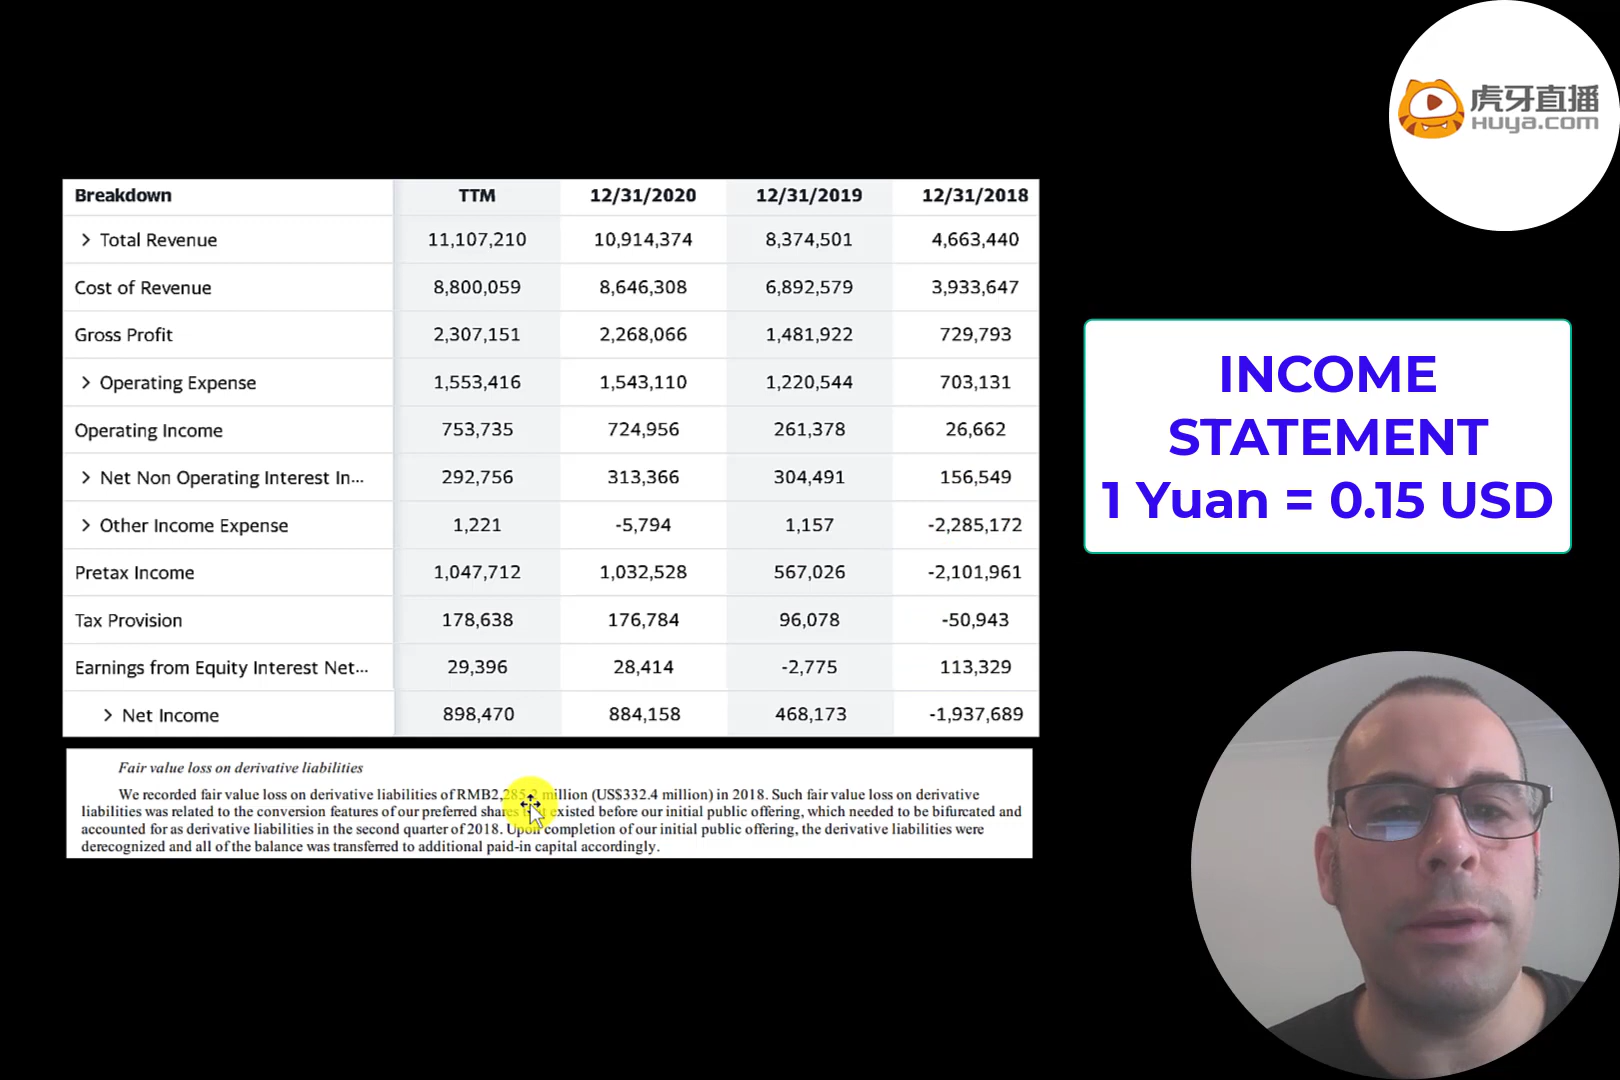 虎牙直播
HUYA.com
Breakdown TTM 12/31/2020 12/31/2019 12/31/2018
Total Revenue 11,107,210 10,914,374 8,374,501 4,663,440
Cost of Revenue 8,800,059 8,646,308 6,892,579 3,933,647
Gross Profit 2,307,151 2,268,066 1,481,922 729,793
Operating Expense 1,553,416 1,543,110 1,220,544 703,131
Operating Income 753,735 724,956 261,378 26,662
Net Non Operating Interest In... 292,756 313,366 304,491 156,549
Other Income Expense 1,221 -5,794 1,157 -2,285,172
Pretax Income 1,047,712 1,032,528 567,026 -2,101,961
Tax Provision 178,638 176,784 96,078 -50,943
Earnings from Equity Interest Net... 29,396 28,414 -2,775 113,329
Net Income 898,470 884,158 468,173 -1,937,689
INCOME
STATEMENT
1 Yuan = 0.15 USD
Fair value loss on derivative liabilities
We recorded fair value loss on derivative liabilities of RMB2,285.2 million (US$332.4 million) in 2018. Such fair value loss on derivative
liabilities was related to the conversion features of our preferred shares existed before our initial public offering, which needed to be bifurcated and
accounted for as derivative liabilities in the second quarter of 2018. Upon completion of our initial public offering, the derivative liabilities were
derecognized and all of the balance was transferred to additional paid-in capital accordingly.